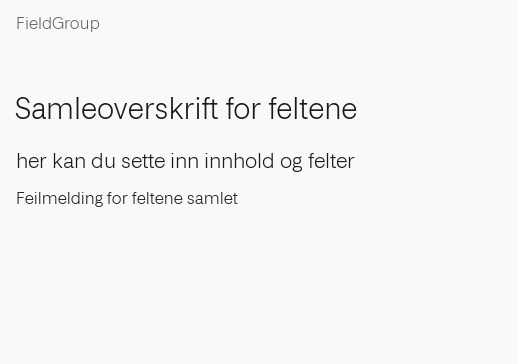 FieldGroup
Samleoverskrift for feltene
her kan du sette inn innhold og felter
Feilmelding for feltene samlet